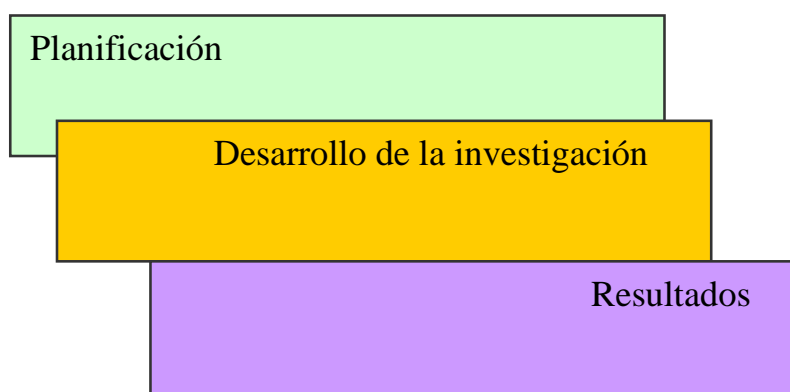 Planificación
Desarrollo de la investigación
Resultados